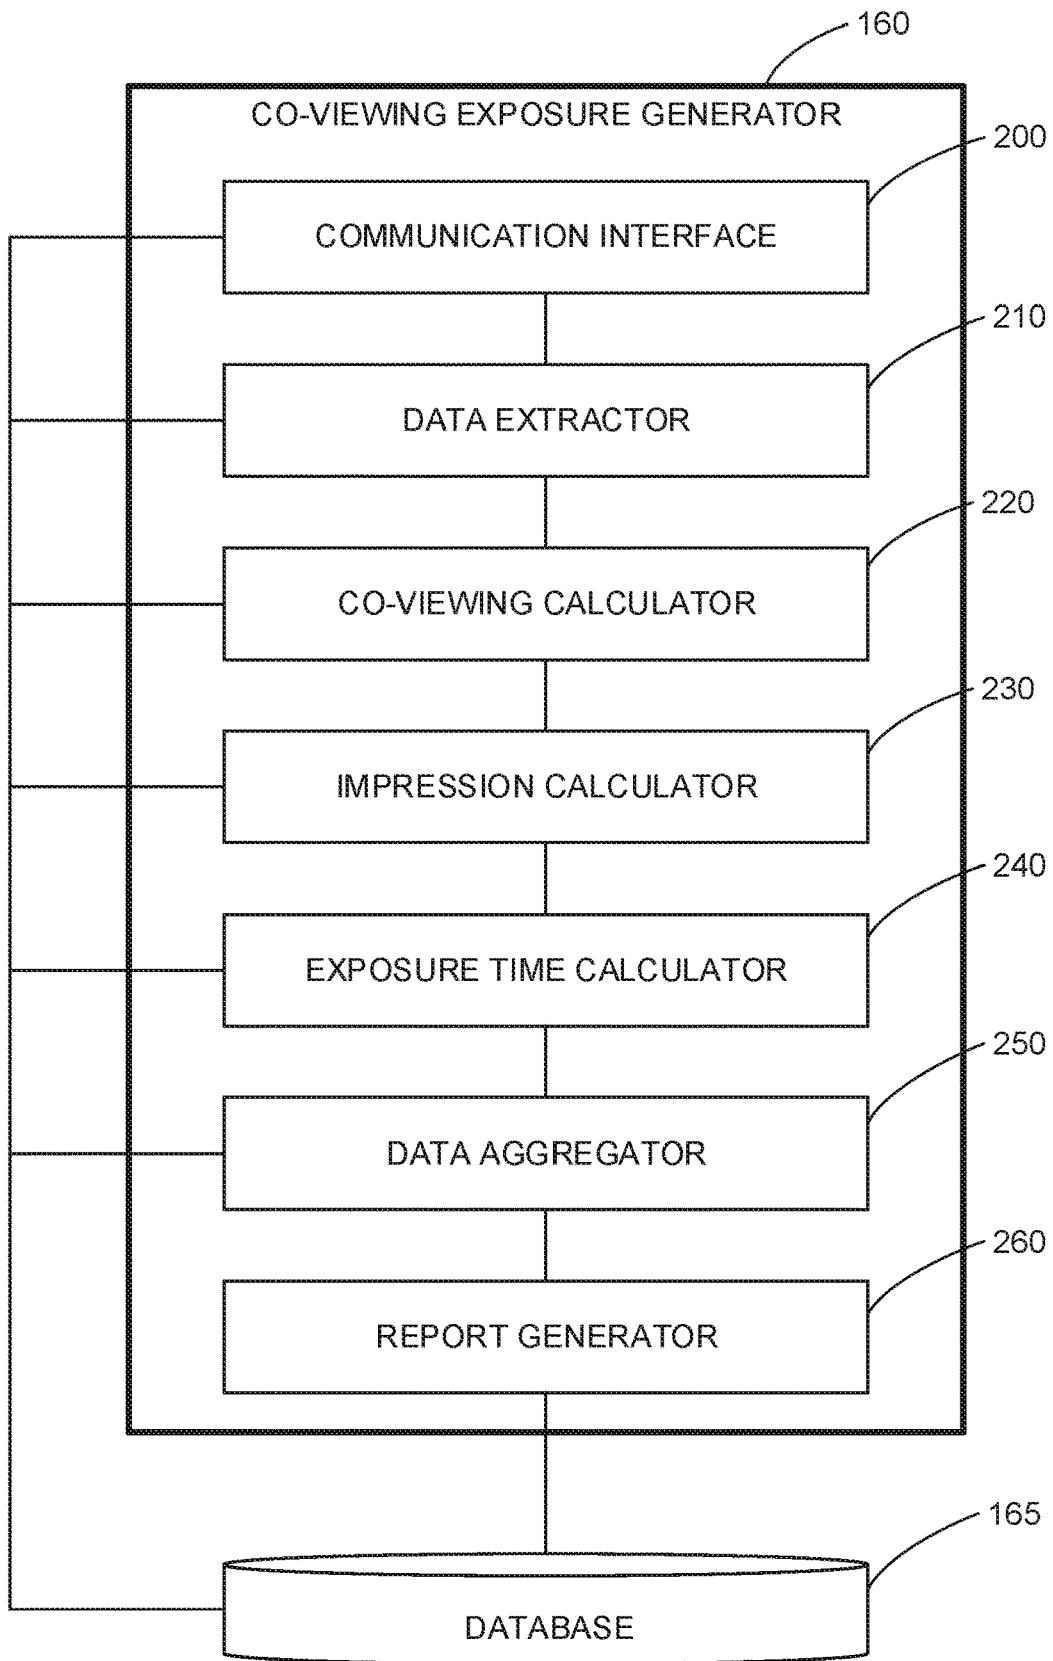 160
CO-VIEWING EXPOSURE GENERATOR
200
COMMUNICATION INTERFACE
210
DATA EXTRACTOR
220
CO-VIEWING CALCULATOR
230
IMPRESSION CALCULATOR
240
EXPOSURE TIME CALCULATOR
250
DATA AGGREGATOR
260
REPORT GENERATOR
165
DATABASE